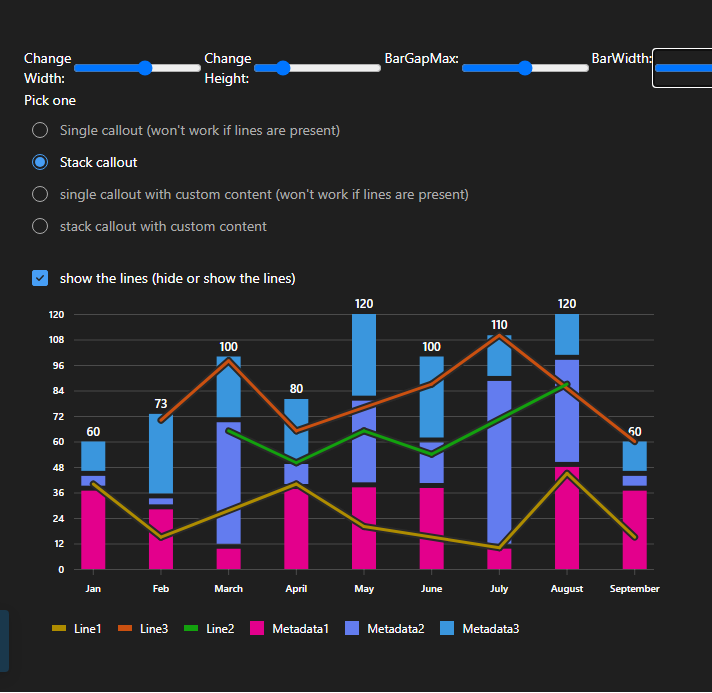 Change Width: Change Height: BarGapMax: BarWidth:
Pick one
Single callout (won't work if lines are present)
Stack callout
single callout with custom content (won't work if lines are present)
stack callout with custom content
show the lines (hide or show the lines)
120 120
120
108 110
100 100
96
84 80
72 73
60 60 60
48
36
24
12
0
Jan Feb March April May June July August September
Line1 Line3 Line2 Metadata1 Metadata2 Metadata3